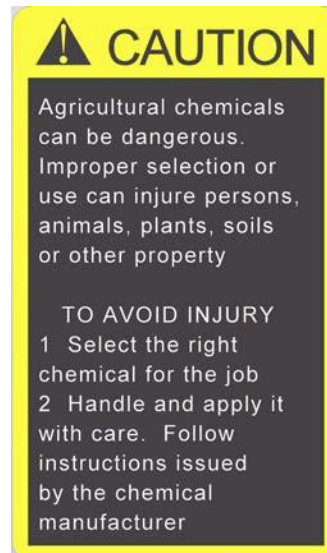 CAUTION
Agricultural chemicals
can be dangerous.
Improper selection or
use can injure persons,
animals, plants, soils
or other property
TO AVOID INJURY
1 Select the right
chemical for the job
2 Handle and apply it
with care. Follow
instructions issued
by the chemical
manufacturer